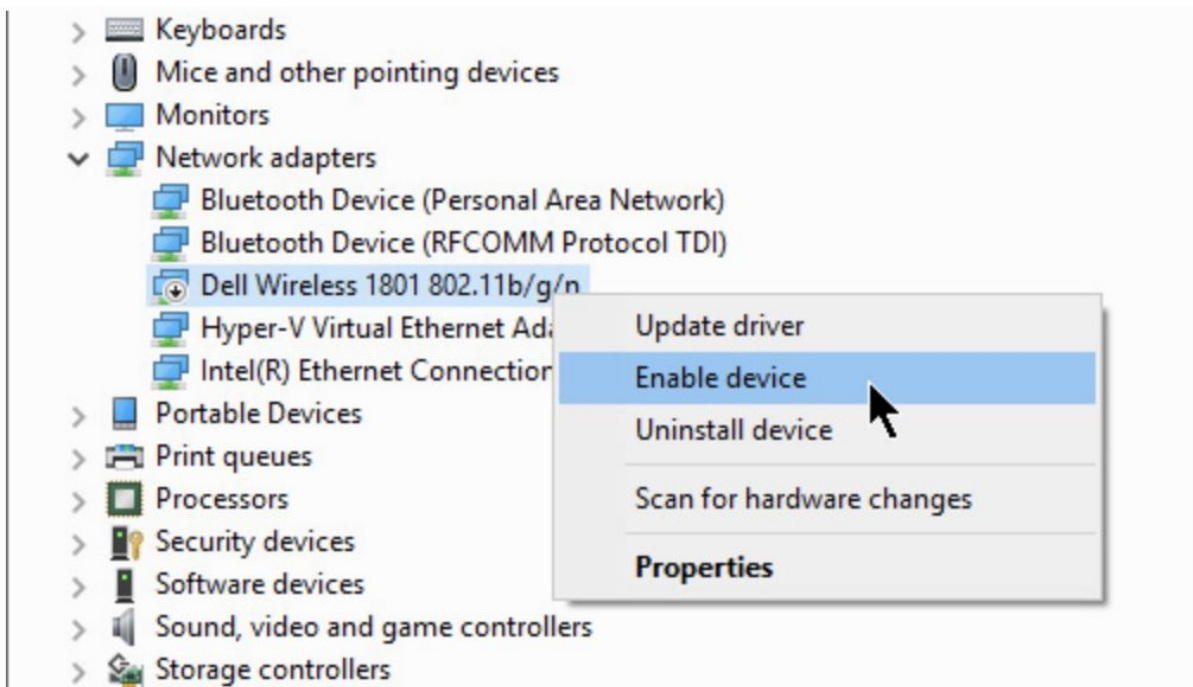 Keyboards
Mice and other pointing devices
Monitors
Network adapters
Bluetooth Device (Personal Area Network)
Bluetooth Device (RFCOMM Protocol TDI)
Dell Wireless 1801 802.11b/g/n
Hyper-V Virtual Ethernet Ada
Intel(R) Ethernet Connection
Portable Devices
Print queues
Processors
Security devices
Software devices
Sound, video and game controllers
Storage controllers
Update driver
Enable device
Uninstall device
Scan for hardware changes
Properties